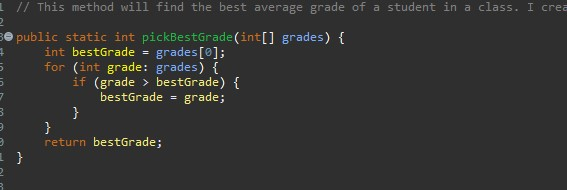 // This method will find the best average grade of a student in a class. I crea
public static int pickBestGrade(int[] grades) {
int bestGrade = grades[0];
for (int grade: grades) {
if (grade > bestGrade) {
bestGrade = grade;
}
}
return bestGrade;
}